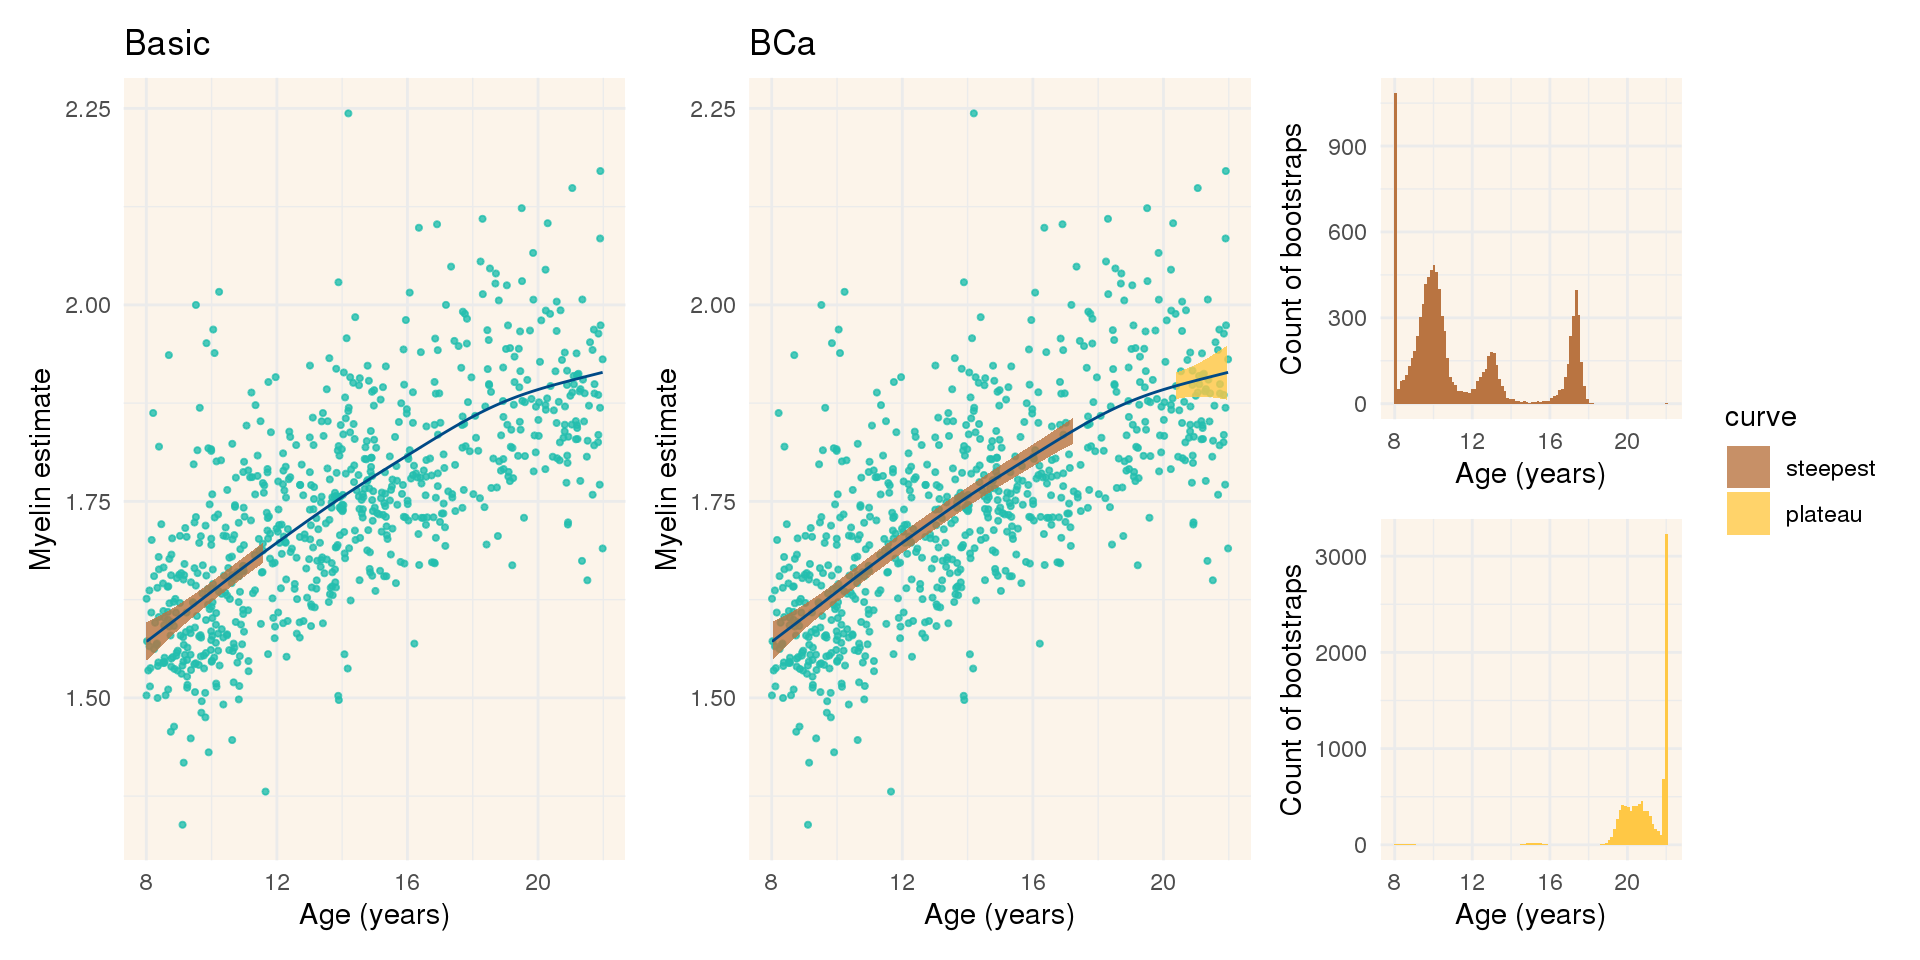 Basic
Myelin estimate
2.25
2.00
1.75
1.50
8 12 16 20
Age (years)
BCa
Myelin estimate
2.25
2.00
1.75
1.50
8 12 16 20
Age (years)
Count of bootstraps
900
600
300
0
8 12 16 20
Age (years)
Count of bootstraps
3000
2000
1000
0
8 12 16 20
Age (years)
curve
steepest
plateau